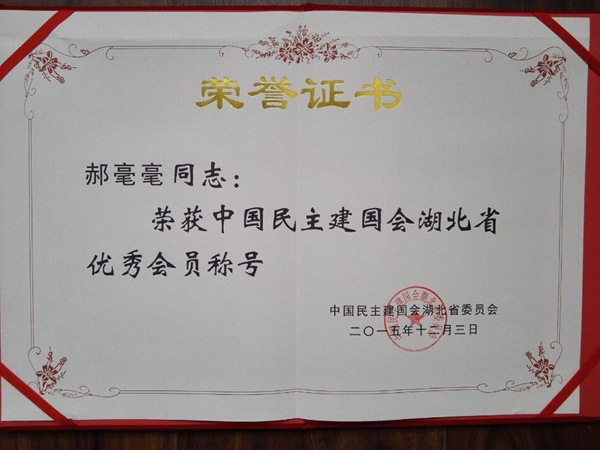 荣誉证书
郝毫毫同志：
荣获中国民主建国会湖北省
优秀会员称号
中国民主建国会湖北省委员会
二〇一五年十二月三日